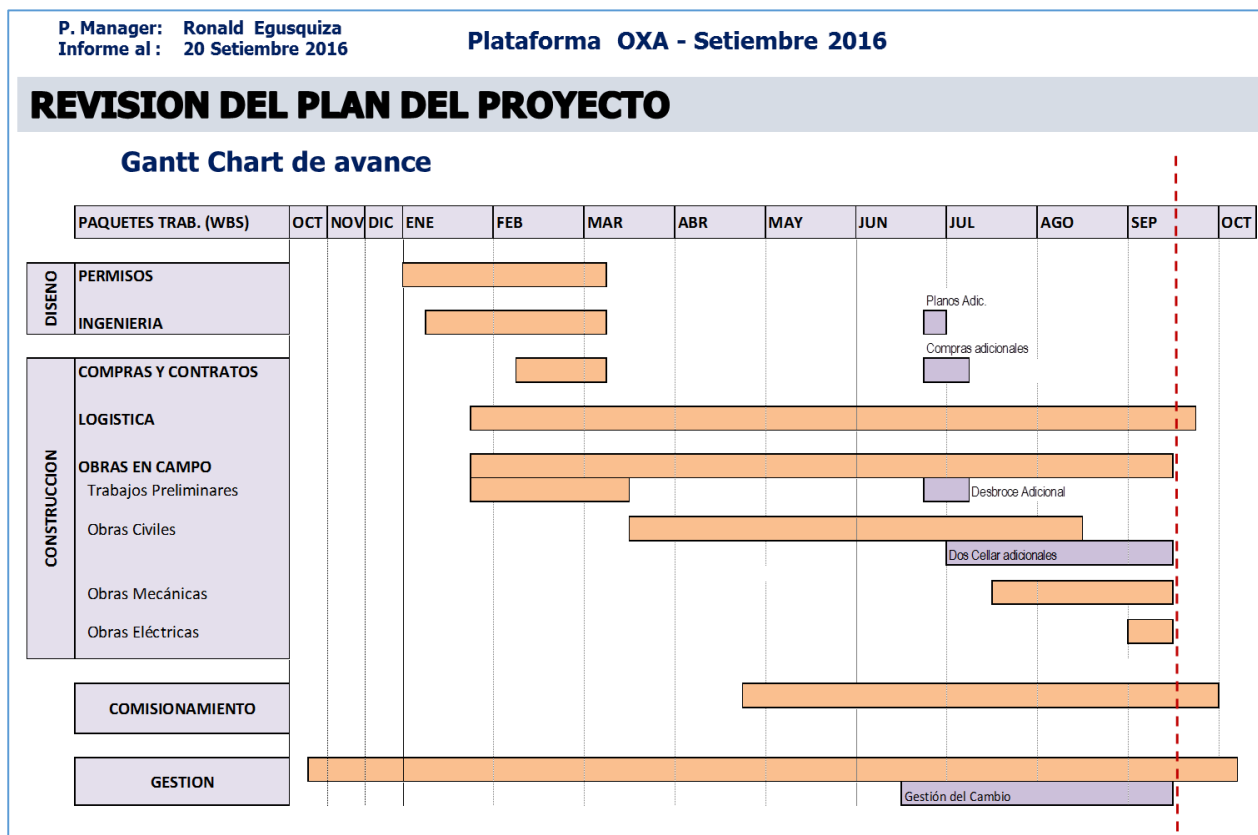 P. Manager: Ronald Egusquiza
Informe al : 20 Setiembre 2016
Plataforma OXA - Setiembre 2016
REVISION DEL PLAN DEL PROYECTO
Gantt Chart de avance
PAQUETES TRAB. (WBS) OCT NOV DIC ENE FEB MAR ABR MAY JUN JUL AGO SEP OCT
DISENO
PERMISOS
Planos Adic.
INGENIERIA
CONSTRUCCION
Compras adicionales
COMPRAS Y CONTRATOS
LOGISTICA
OBRAS EN CAMPO
Trabajos Preliminares
Desbroce Adicional
Obras Civiles
Dos Cellar adicionales
Obras Mecánicas
Obras Eléctricas
COMISIONAMIENTO
GESTION
Gestión del Cambio